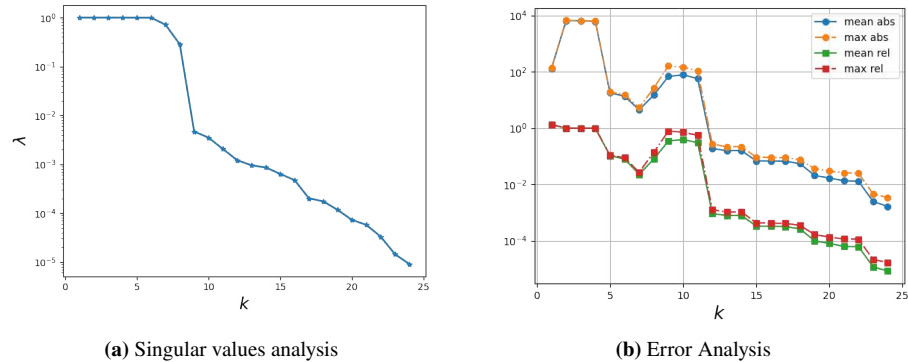 10⁰
10⁻¹
10⁻²
10⁻³
10⁻⁴
10⁻⁵
λ
0 5 10 15 20 25
k
(a) Singular values analysis
10⁴
10²
10⁰
10⁻²
10⁻⁴
mean abs
max abs
mean rel
max rel
0 5 10 15 20 25
k
(b) Error Analysis